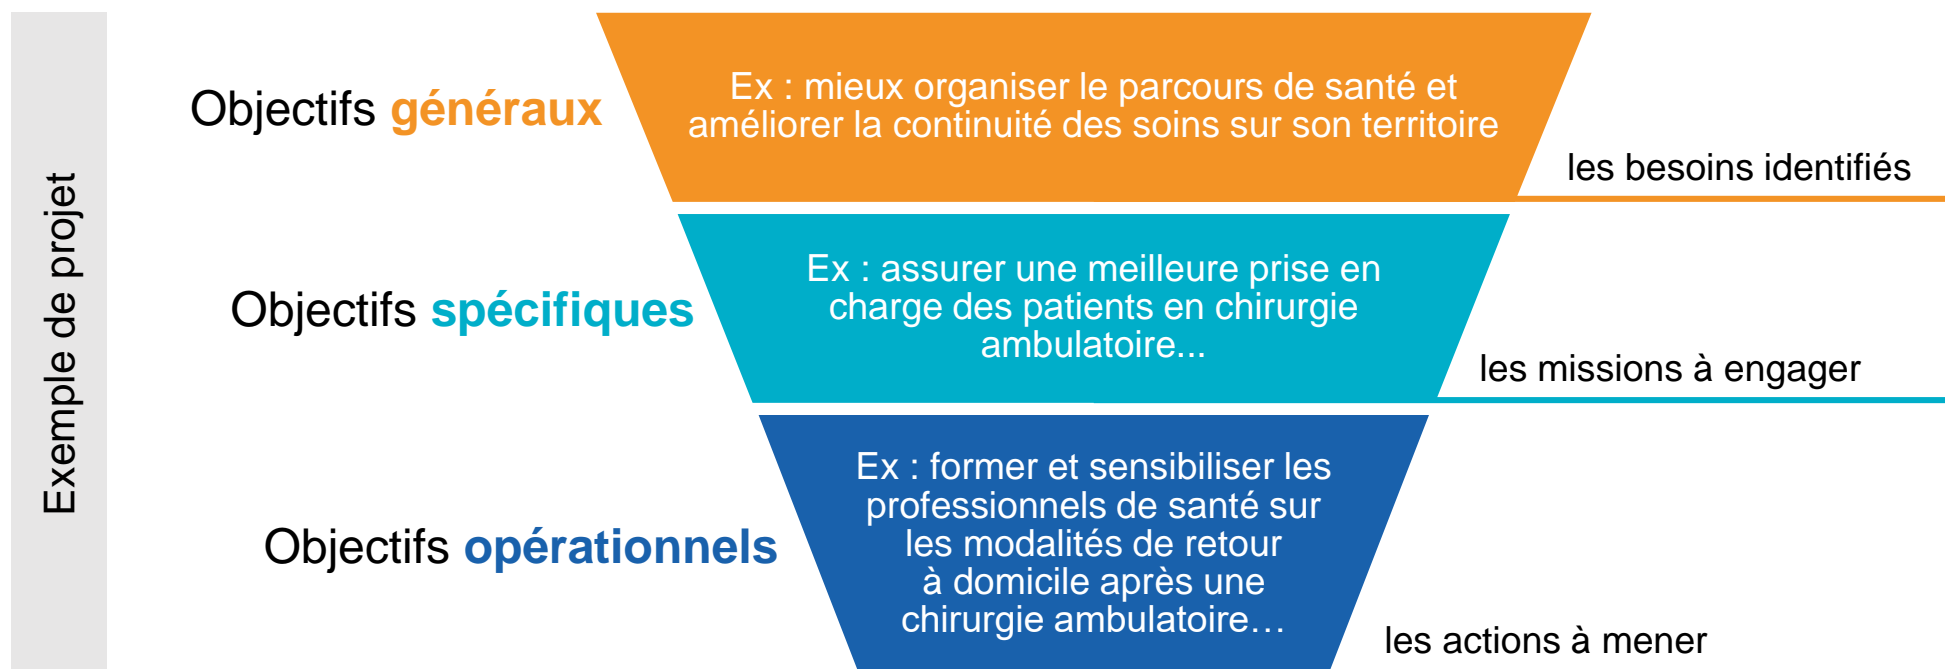 Exemple de projet
Objectifs généraux
Ex : mieux organiser le parcours de santé et
améliorer la continuité des soins sur son territoire
les besoins identifiés
Objectifs spécifiques
Ex : assurer une meilleure prise en
charge des patients en chirurgie
ambulatoire...
les missions à engager
Objectifs opérationnels
Ex : former et sensibiliser les
professionnels de santé sur
les modalités de retour
à domicile après une
chirurgie ambulatoire…
les actions à mener